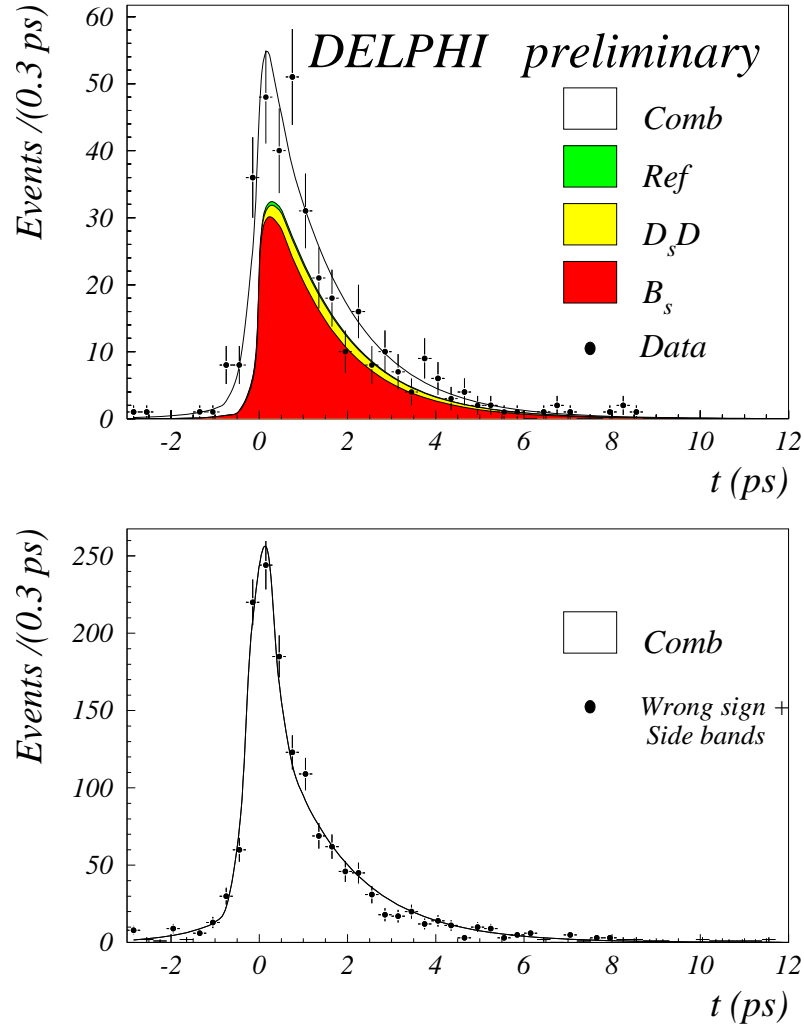 DELPHI preliminary
Events /(0.3 ps)
60
50
40
30
20
10
0
Comb
Ref
DsD
Bs
Data
-2 0 2 4 6 8 10 12
t (ps)
Events /(0.3 ps)
250
200
150
100
50
0
Comb
Wrong sign +
Side bands
-2 0 2 4 6 8 10 12
t (ps)